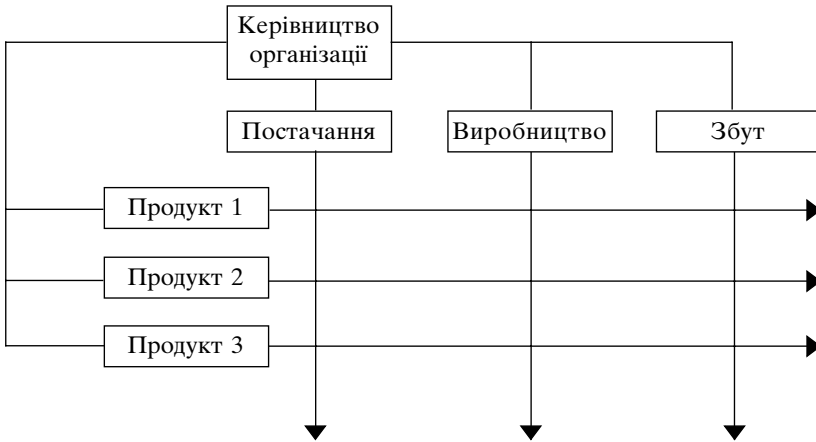 Керівництво
організації
Постачання
Виробництво
Збут
Продукт 1
Продукт 2
Продукт 3